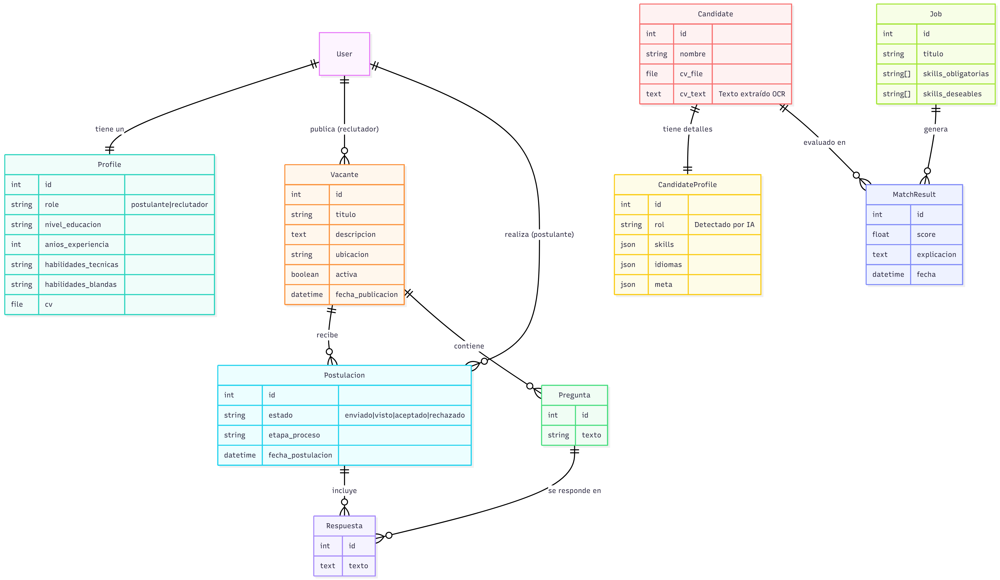 User
Candidate
int id
string nombre
file cv_file
text cv_text Texto extraído OCR
Job
int id
string titulo
string[] skills_obligatorias
string[] skills_deseables
tiene un
publica (reclutador)
realiza (postulante)
tiene detalles
evaluado en
genera
Profile
int id
string role postulante|reclutador
string nivel_educacion
int anios_experiencia
string habilidades_tecnicas
string habilidades_blandas
file cv
Vacante
int id
string titulo
text descripcion
string ubicacion
boolean activa
datetime fecha_publicacion
CandidateProfile
int id
string rol Detectado por IA
json skills
json idiomas
json meta
MatchResult
int id
float score
text explicacion
datetime fecha
recibe
contiene
Postulacion
int id
string estado enviado|visto|aceptado|rechazado
string etapa_proceso
datetime fecha_postulacion
Pregunta
int id
string texto
incluye
se responde en
Respuesta
int id
text texto